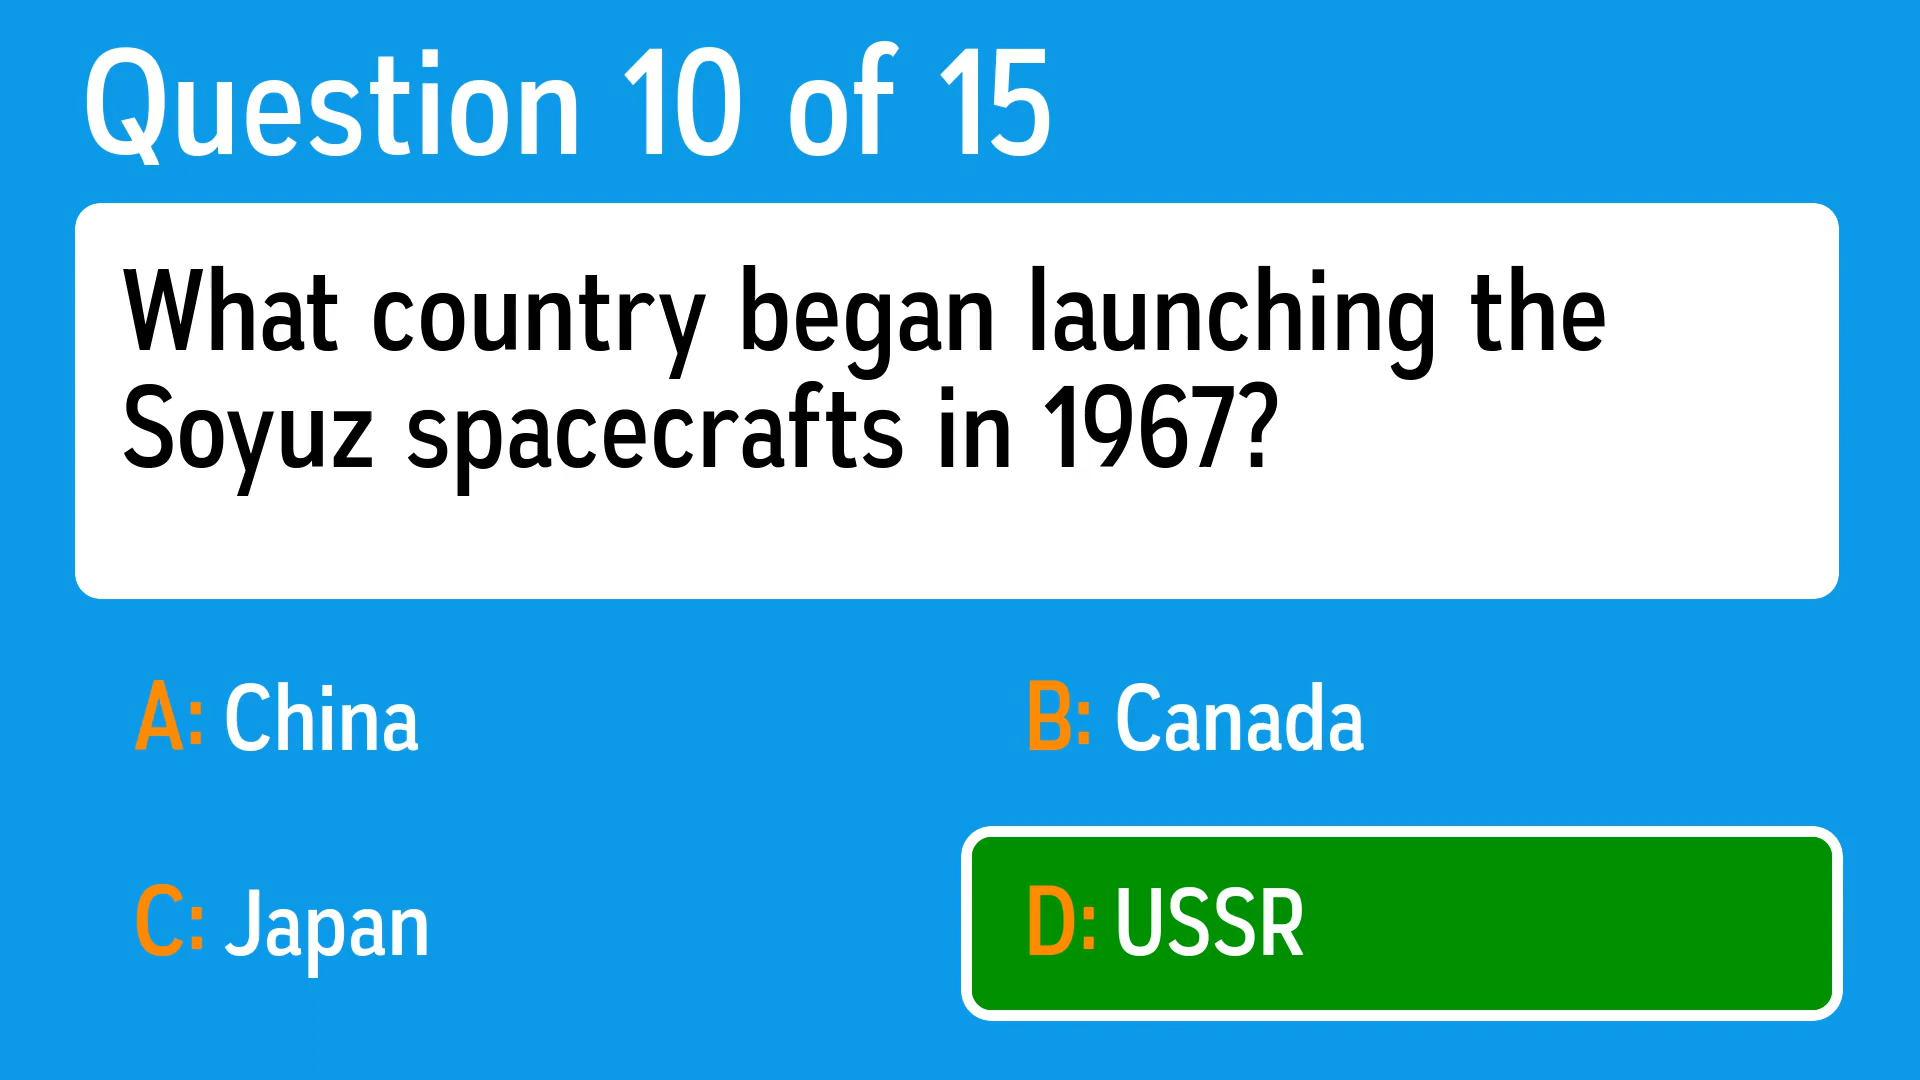 Question 10 of 15
What country began launching the
Soyuz spacecrafts in 1967?
A: China
B: Canada
C: Japan
D: USSR